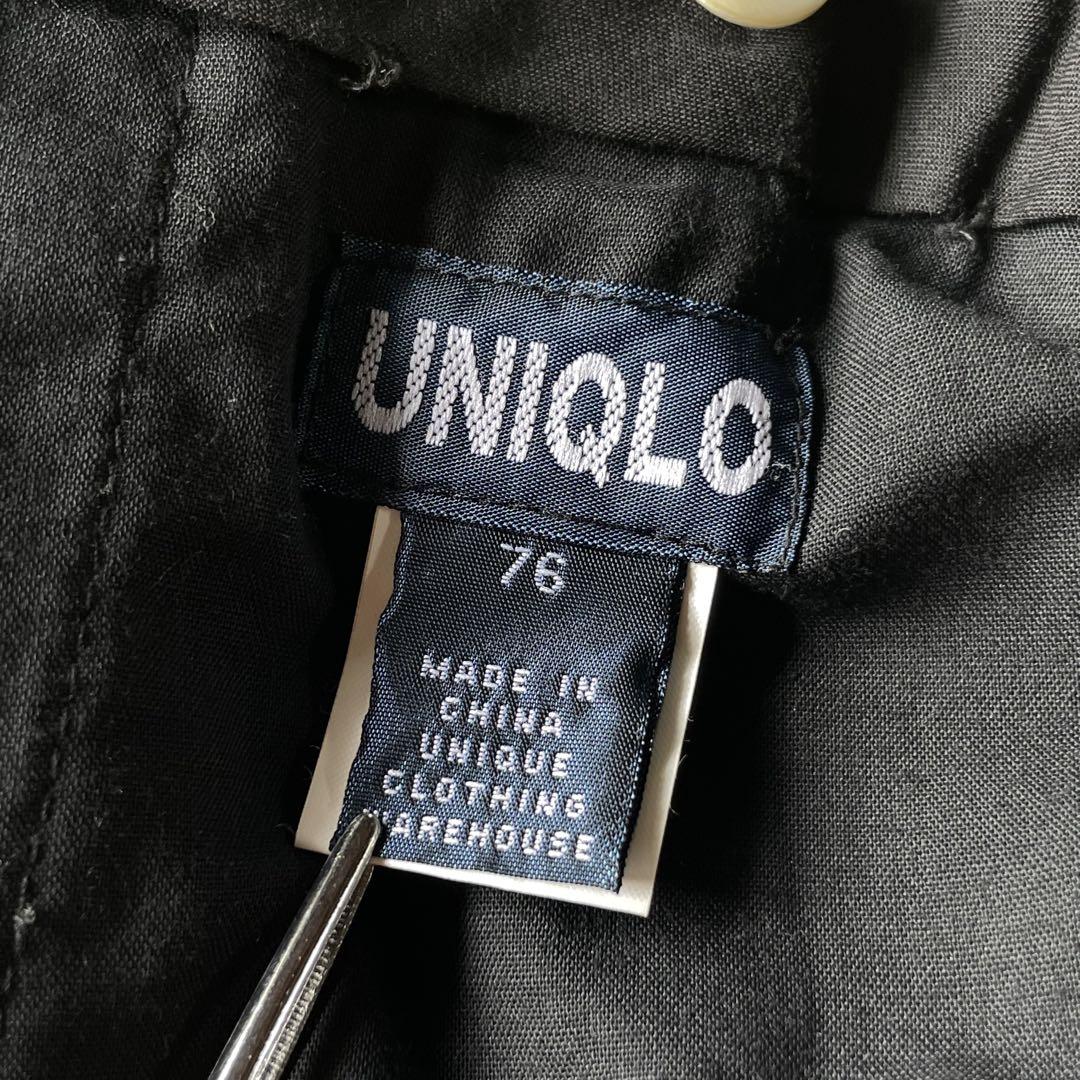 UNIQLO
76
MADE IN
CHINA
UNIQUE
CLOTHING
WAREHOUSE